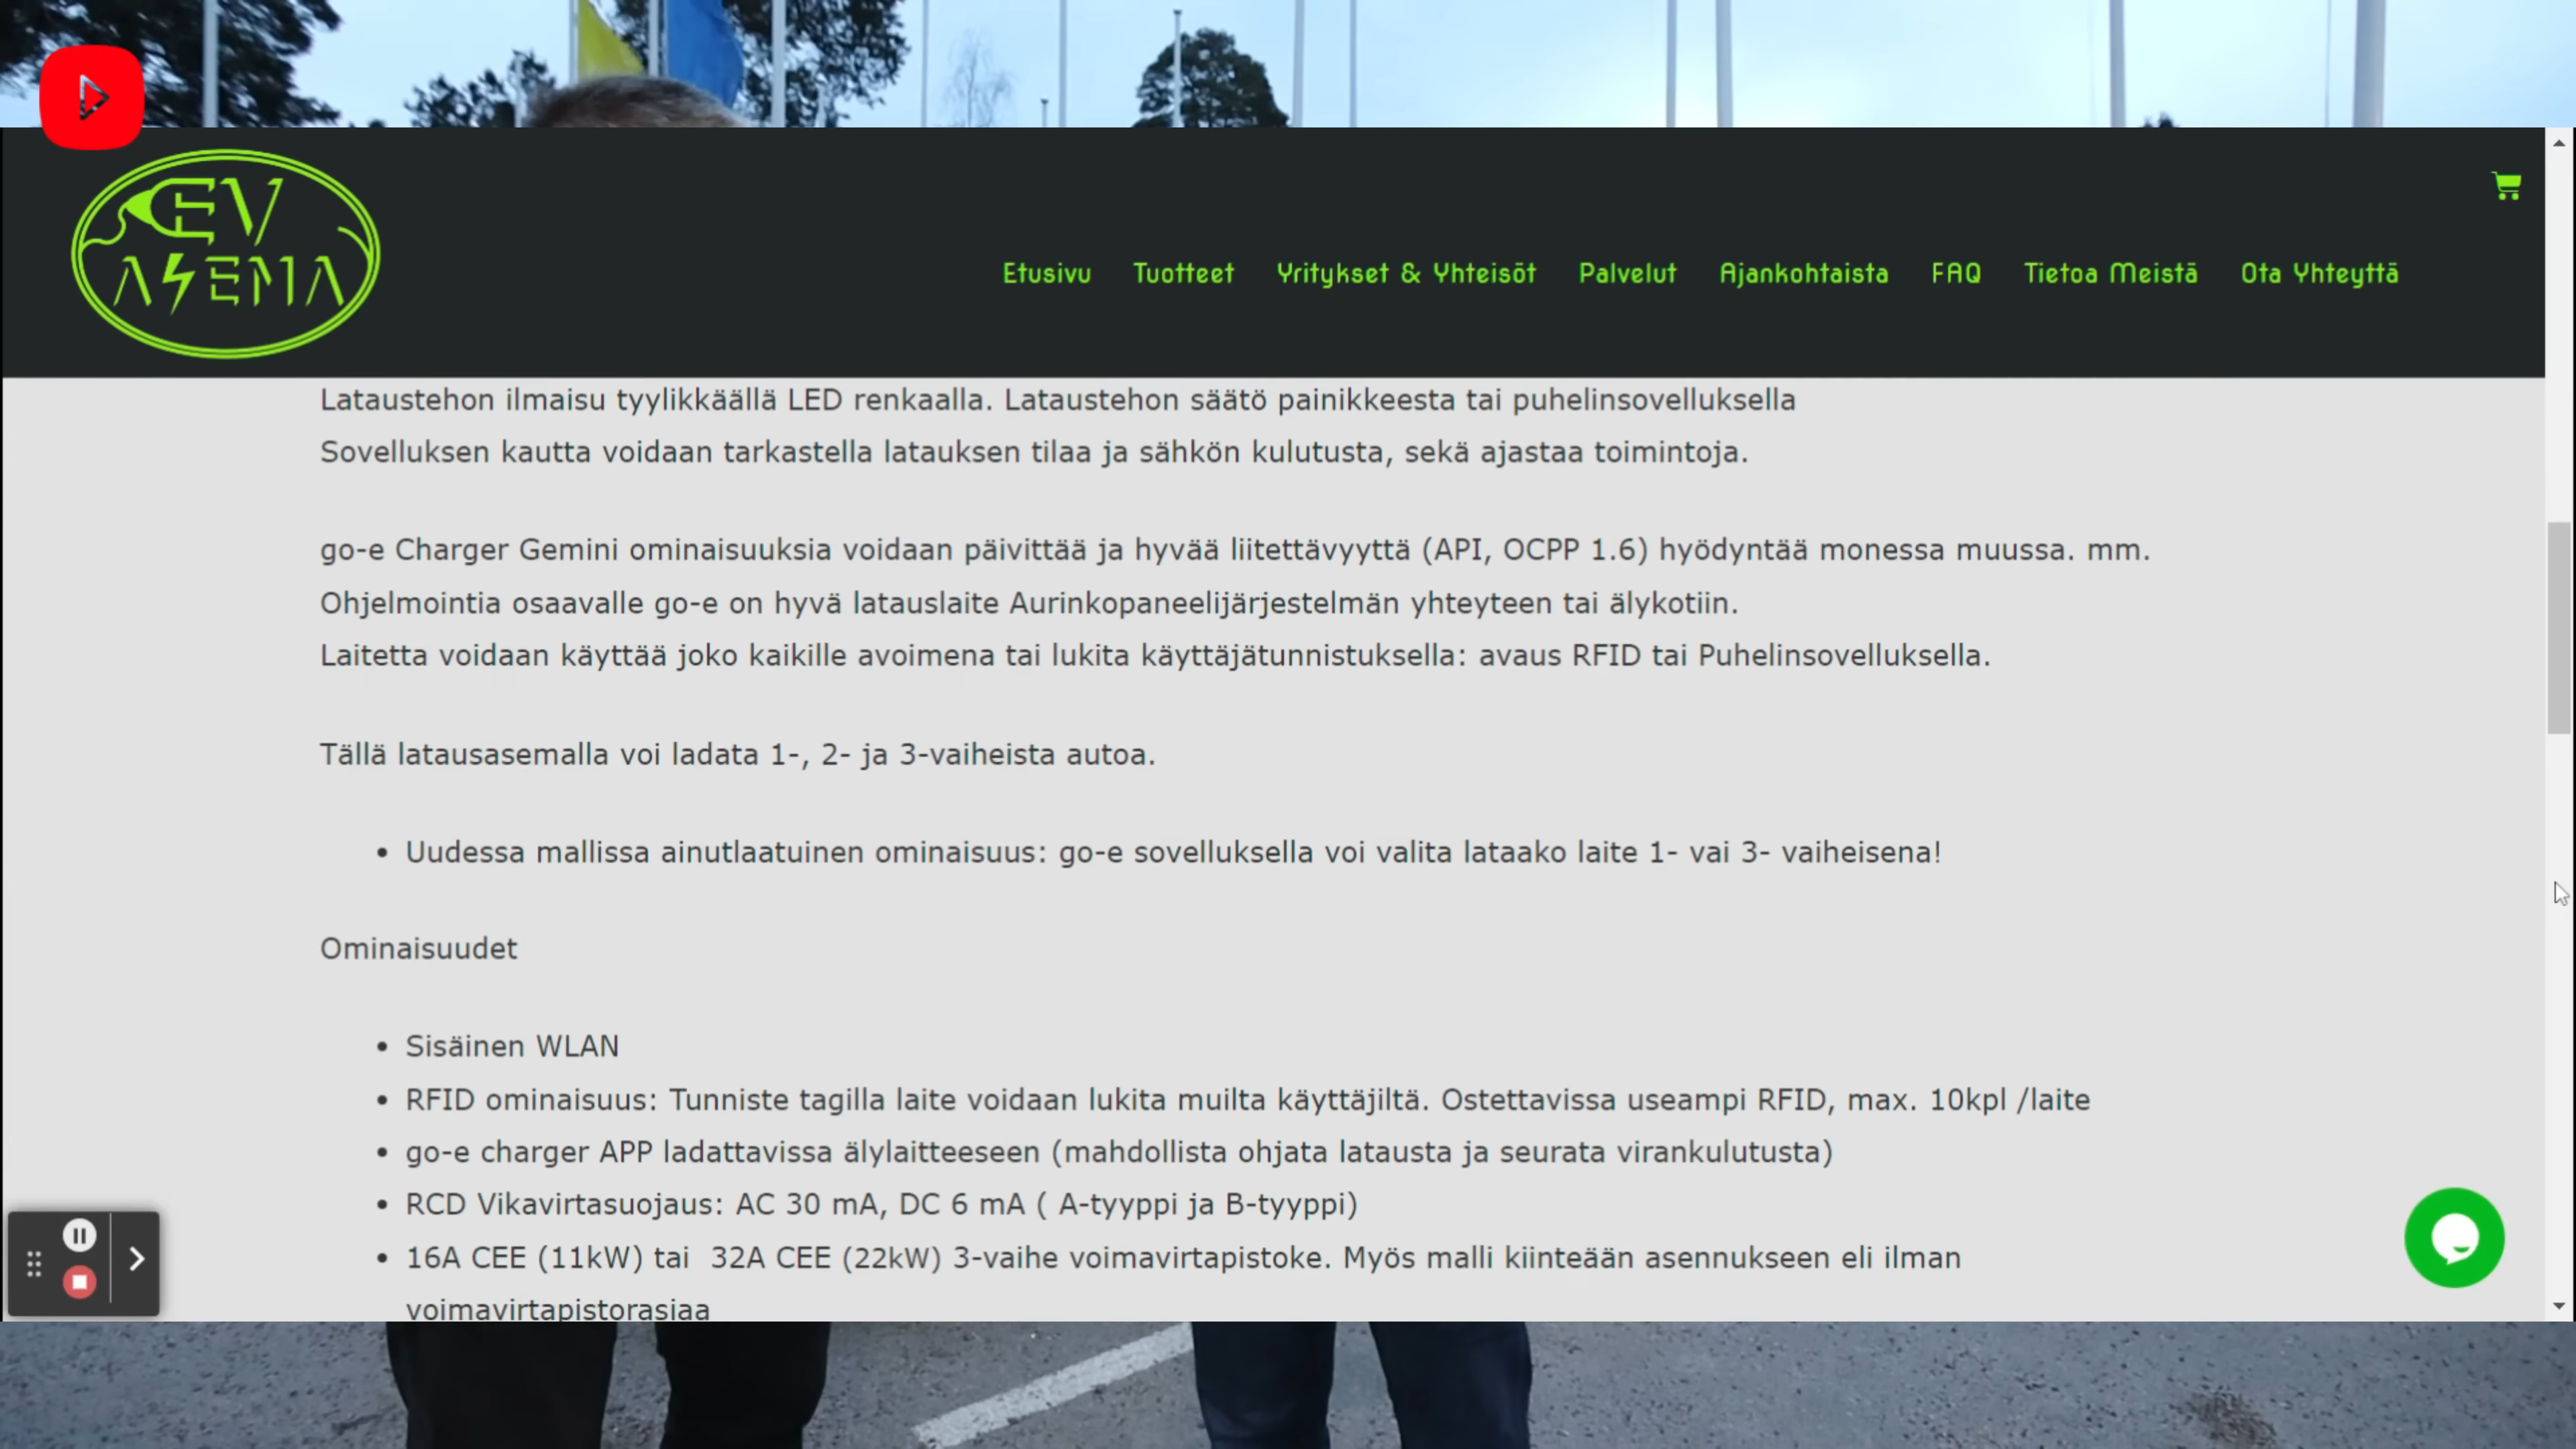 EV
ASEMA
Etusivu Tuotteet Yritykset & Yhteisöt Palvelut Ajankohtaista FAQ Tietoa Meistä Ota Yhteyttä
Lataustehon ilmaisu tyylikkäällä LED renkaalla. Lataustehon säätö painikkeesta tai puhelinsovelluksella
Sovelluksen kautta voidaan tarkastella latauksen tilaa ja sähkön kulutusta, sekä ajastaa toimintoja.
go-e Charger Gemini ominaisuuksia voidaan päivittää ja hyvää liitettävyyttä (API, OCPP 1.6) hyödyntää monessa muussa. mm.
Ohjelmointia osaavalle go-e on hyvä latauslaite Aurinkopaneelijärjestelmän yhteyteen tai älykotiin.
Laitetta voidaan käyttää joko kaikille avoimena tai lukita käyttäjätunnistuksella: avaus RFID tai Puhelinsovelluksella.
Tällä latausasemalla voi ladata 1-, 2- ja 3-vaiheista autoa.
• Uudessa mallissa ainutlaatuinen ominaisuus: go-e sovelluksella voi valita lataako laite 1- vai 3- vaiheisena!
Ominaisuudet
• Sisäinen WLAN
• RFID ominaisuus: Tunniste tagilla laite voidaan lukita muilta käyttäjiltä. Ostettavissa useampi RFID, max. 10kpl /laite
• go-e charger APP ladattavissa älylaitteeseen (mahdollista ohjata latausta ja seurata virankulutusta)
• RCD Vikavirtasuojaus: AC 30 mA, DC 6 mA ( A-tyyppi ja B-tyyppi)
• 16A CEE (11kW) tai  32A CEE (22kW) 3-vaihe voimavirtapistoke. Myös malli kiinteään asennukseen eli ilman
voimavirtapistorasiaa